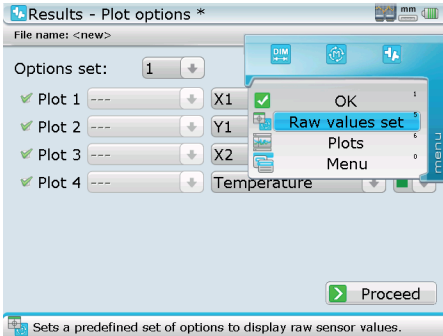 Results - Plot options *
mm
File name: <new>
DIM
Options set: 1
Plot 1 --- X1
Plot 2 --- Y1
Plot 3 --- X2
Plot 4 --- Temperature
OK 1
Raw values set 5
Plots 6
Menu 0
menu
Proceed
Sets a predefined set of options to display raw sensor values.